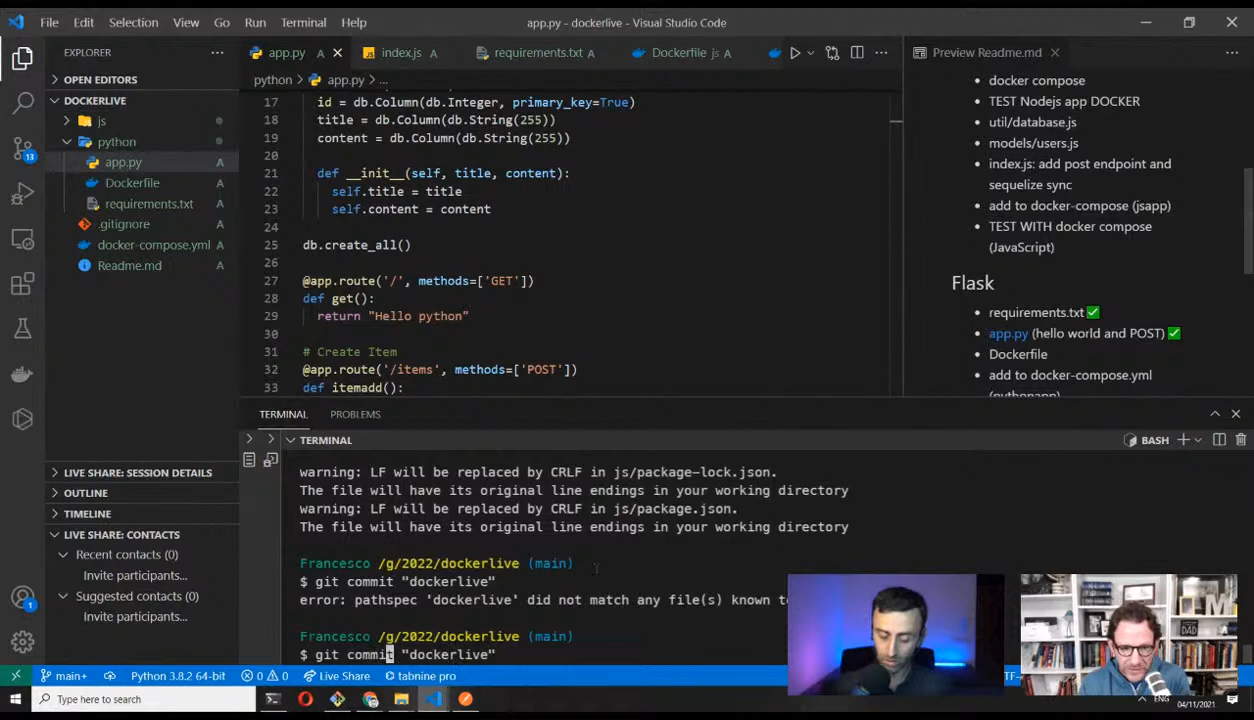 File Edit Selection View Go Run Terminal Help
app.py - dockerlive - Visual Studio Code
EXPLORER
OPEN EDITORS
DOCKERLIVE
js
python
app.py A
Dockerfile A
requirements.txt A
.gitignore A
docker-compose.yml A
Readme.md A
13
LIVE SHARE: SESSION DETAILS
OUTLINE
TIMELINE
LIVE SHARE: CONTACTS
Recent contacts (0)
Invite participants...
Suggested contacts (0)
Invite participants...
1
app.py A
index.js A
requirements.txt A
Dockerfile js A
python > app.py > ...
17 id = db.Column(db.Integer, primary_key=True)
18 title = db.Column(db.String(255))
19 content = db.Column(db.String(255))
20
21 def __init__(self, title, content):
22 self.title = title
23 self.content = content
24
25 db.create_all()
26
27 @app.route('/', methods=['GET'])
28 def get():
29 return "Hello python"
30
31 # Create Item
32 @app.route('/items', methods=['POST'])
33 def itemadd():
Preview Readme.md
docker compose
TEST Nodejs app DOCKER
util/database.js
models/users.js
index.js: add post endpoint and
sequelize sync
add to docker-compose (jsapp)
TEST WITH docker compose
(JavaScript)
Flask
requirements.txt ✅
app.py (hello world and POST) ✅
Dockerfile
add to docker-compose.yml
(pythonapp)
TERMINAL PROBLEMS
TERMINAL
BASH
warning: LF will be replaced by CRLF in js/package-lock.json.
The file will have its original line endings in your working directory
warning: LF will be replaced by CRLF in js/package.json.
The file will have its original line endings in your working directory
Francesco /g/2022/dockerlive (main)
$ git commit "dockerlive"
error: pathspec 'dockerlive' did not match any file(s) known
Francesco /g/2022/dockerlive (main)
$ git commit "dockerlive"
DAD
main+ Python 3.8.2 64-bit 0 0 Live Share tabnine pro
Type here to search
ENG
04/11/2021